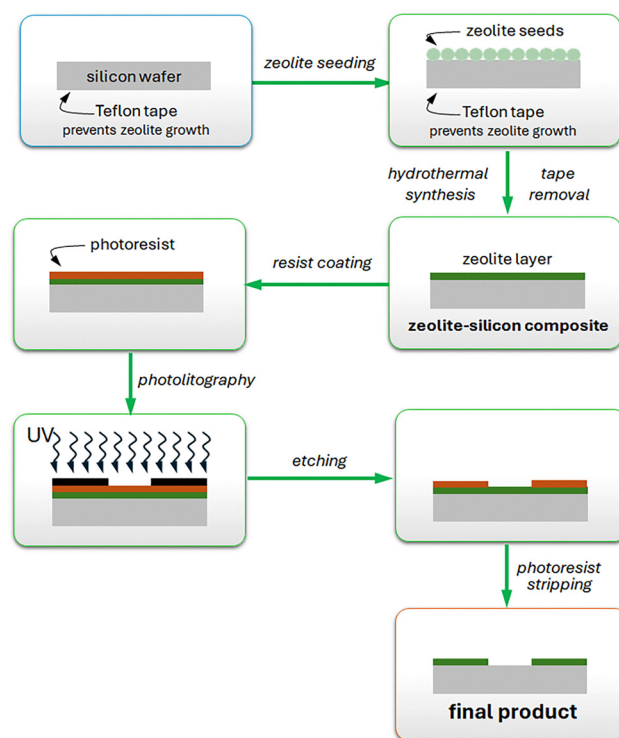 silicon wafer
Teflon tape
prevents zeolite growth
zeolite seeding
zeolite seeds
Teflon tape
prevents zeolite growth
hydrothermal
synthesis
tape
removal
zeolite layer
zeolite-silicon composite
resist coating
photoresist
photolitography
UV
etching
photoresist
stripping
final product